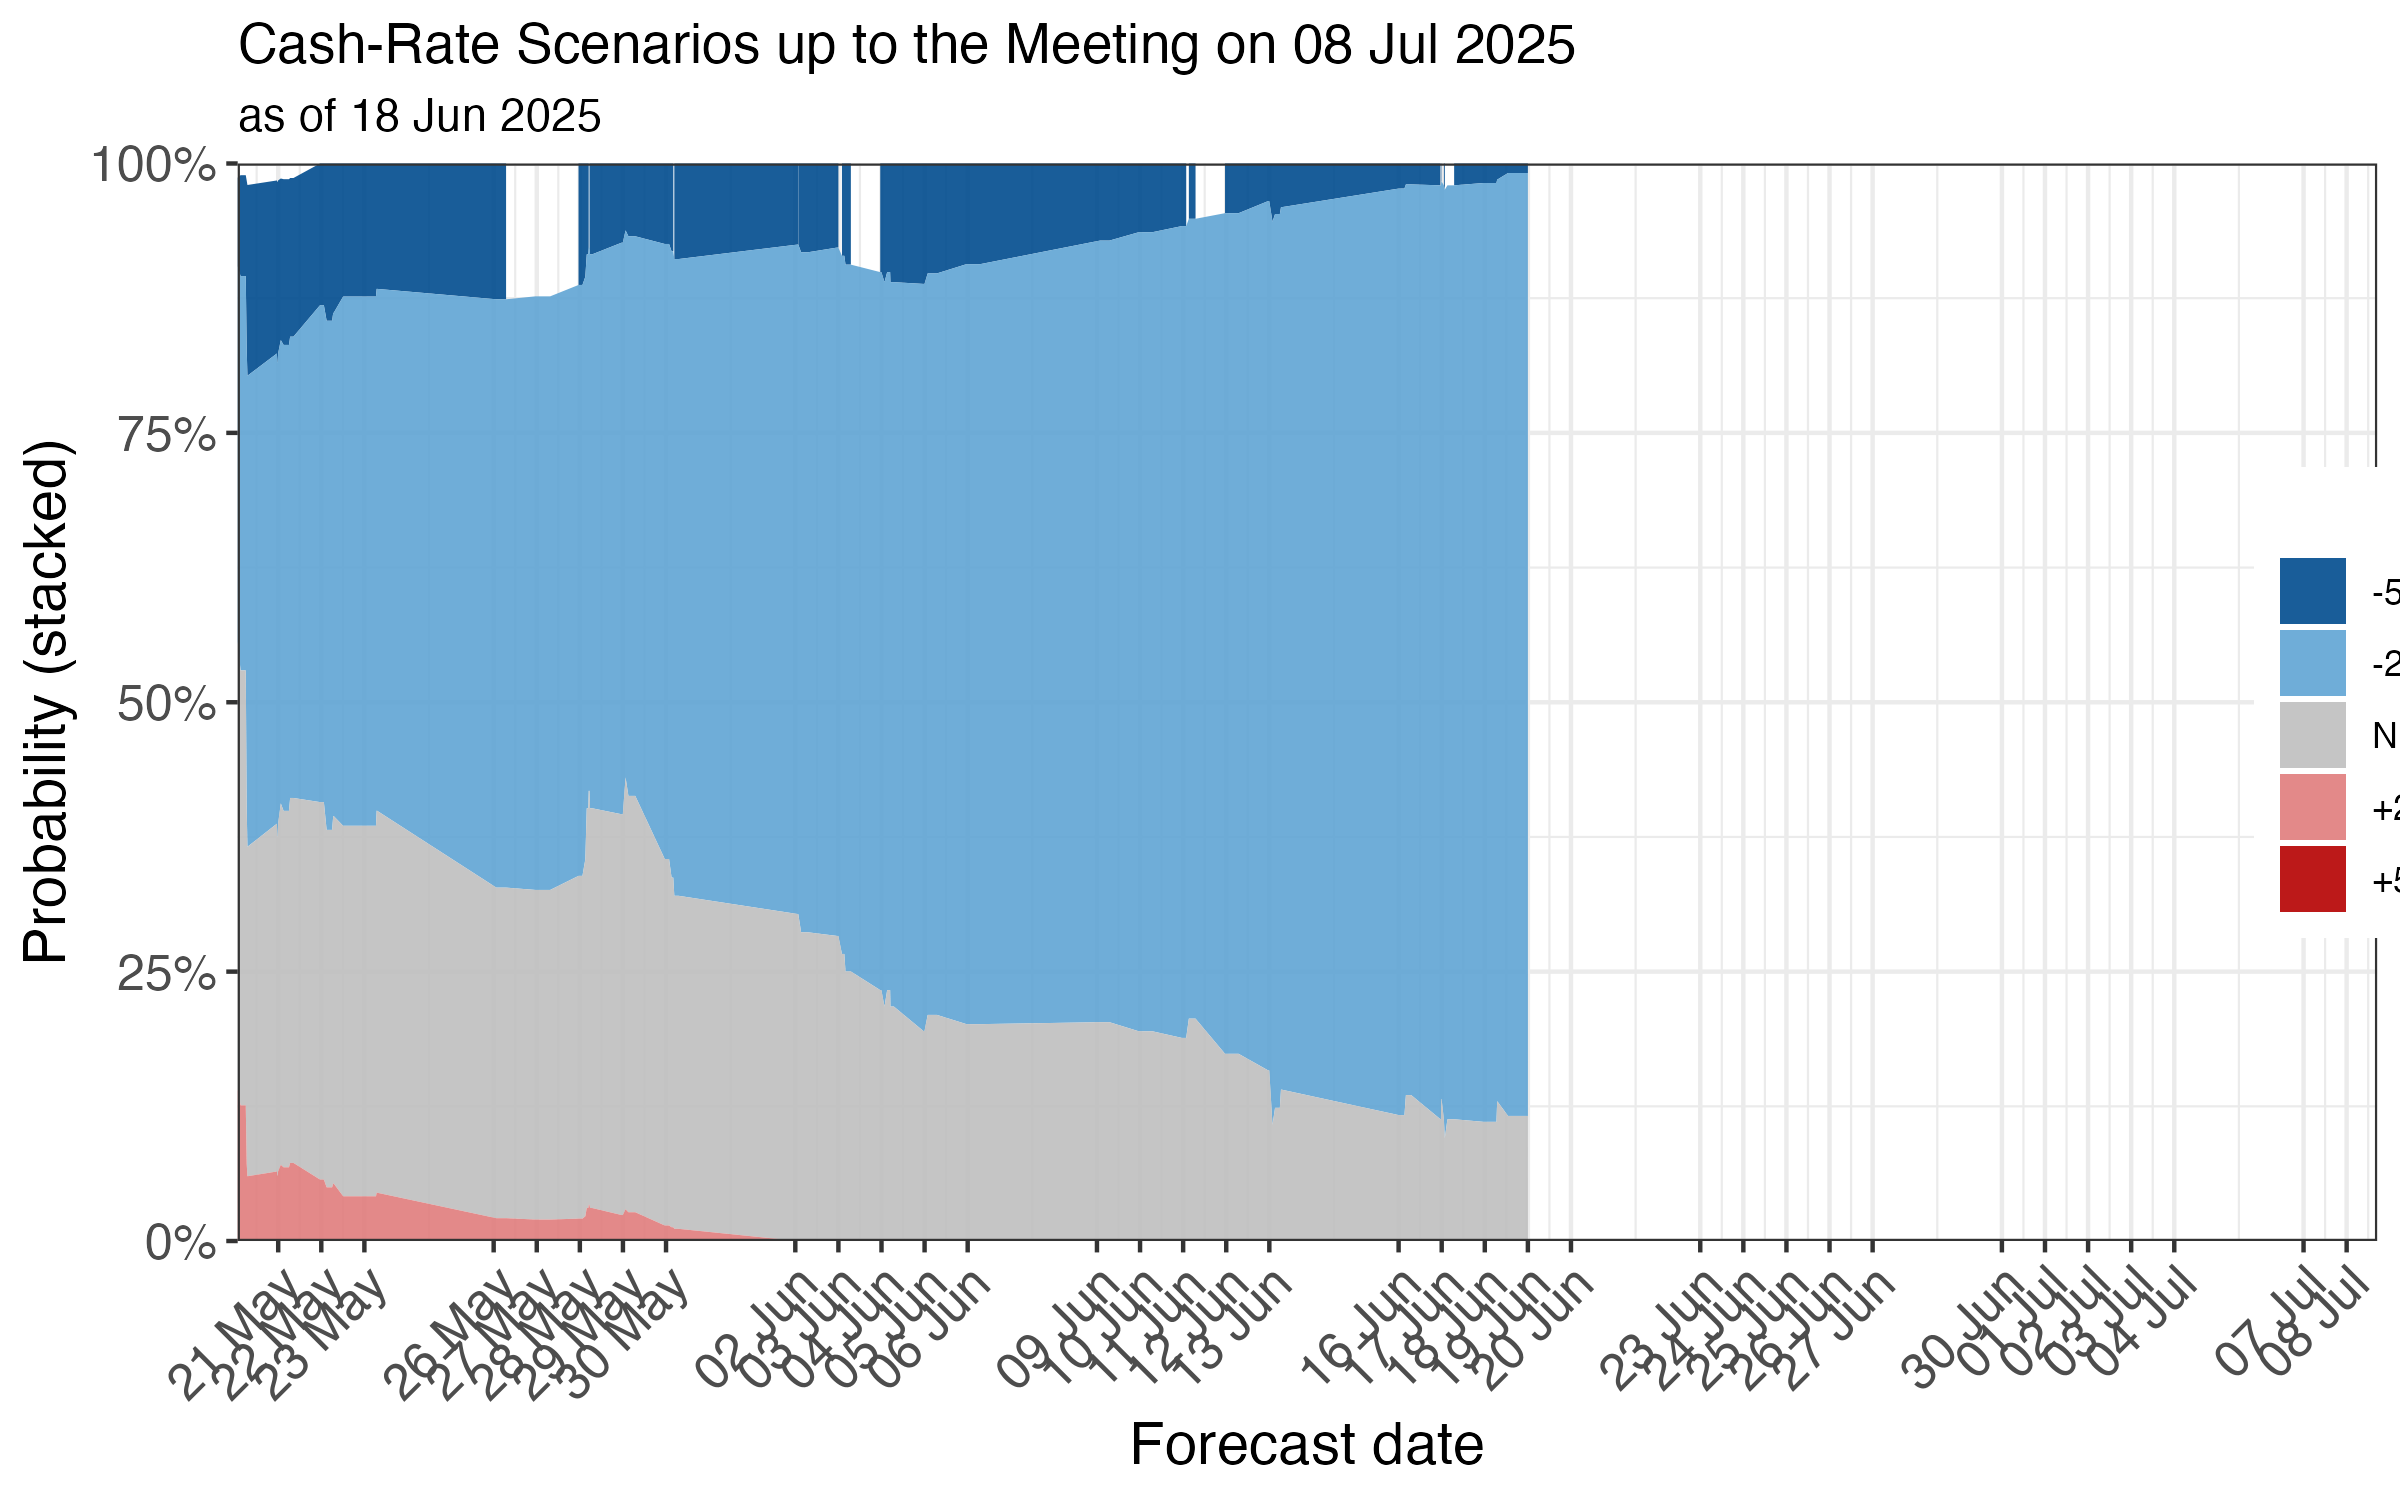 Cash-Rate Scenarios up to the Meeting on 08 Jul 2025
as of 18 Jun 2025
Probability (stacked)
100%
75%
50%
25%
0%
-5
-2
N
+2
+5
21 May
22 May
23 May
26 May
27 May
28 May
29 May
30 May
02 Jun
03 Jun
04 Jun
05 Jun
06 Jun
09 Jun
10 Jun
11 Jun
12 Jun
13 Jun
16 Jun
17 Jun
18 Jun
19 Jun
20 Jun
23 Jun
24 Jun
25 Jun
26 Jun
27 Jun
30 Jun
01 Jul
02 Jul
03 Jul
04 Jul
07 Jul
08 Jul
Forecast date